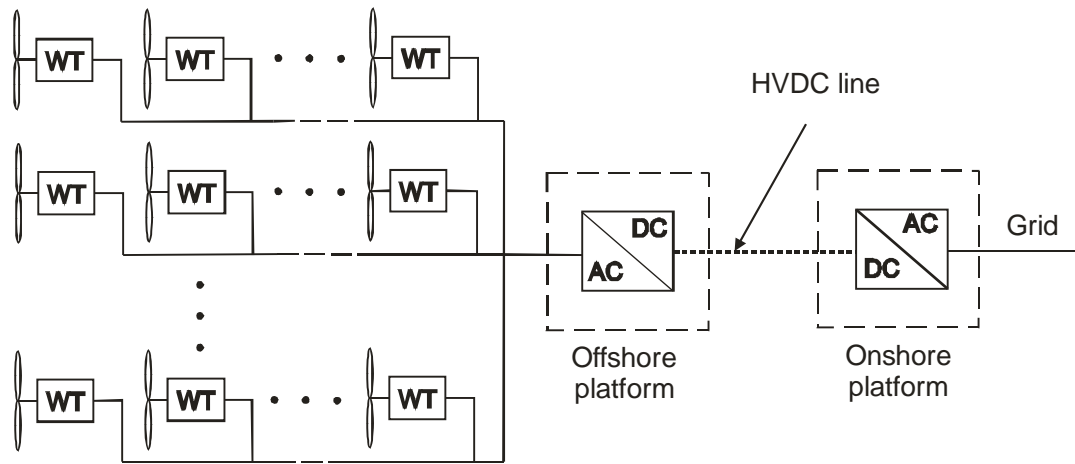 WT WT WT
HVDC line
WT WT WT
DC
AC
AC
DC
Grid
Offshore
platform
Onshore
platform
WT WT WT